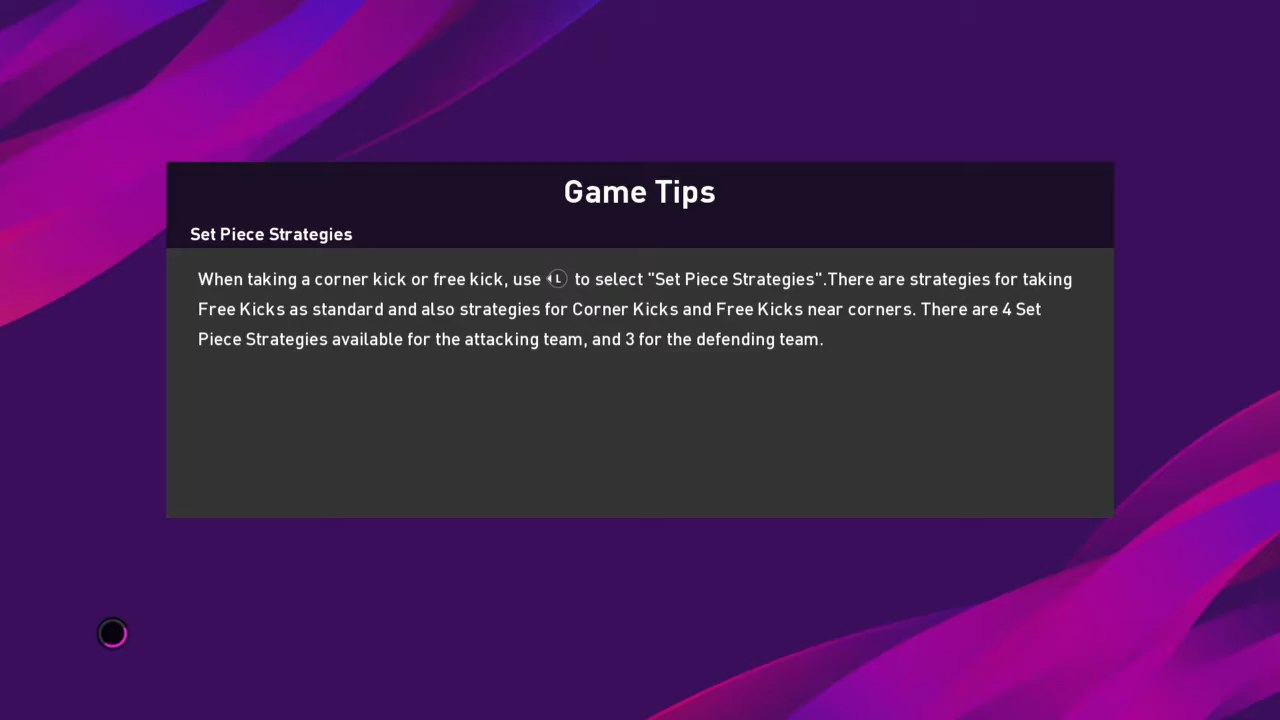 Game Tips
Set Piece Strategies
When taking a corner kick or free kick, use L to select "Set Piece Strategies".There are strategies for taking
Free Kicks as standard and also strategies for Corner Kicks and Free Kicks near corners. There are 4 Set
Piece Strategies available for the attacking team, and 3 for the defending team.